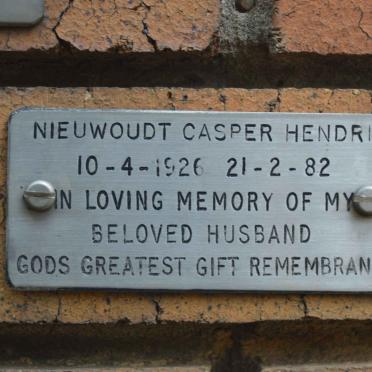 NIEUWOUDT CASPER HENDRI
10-4-1926 21-2-82
IN LOVING MEMORY OF MY
BELOVED HUSBAND
GODS GREATEST GIFT REMEMBRAN